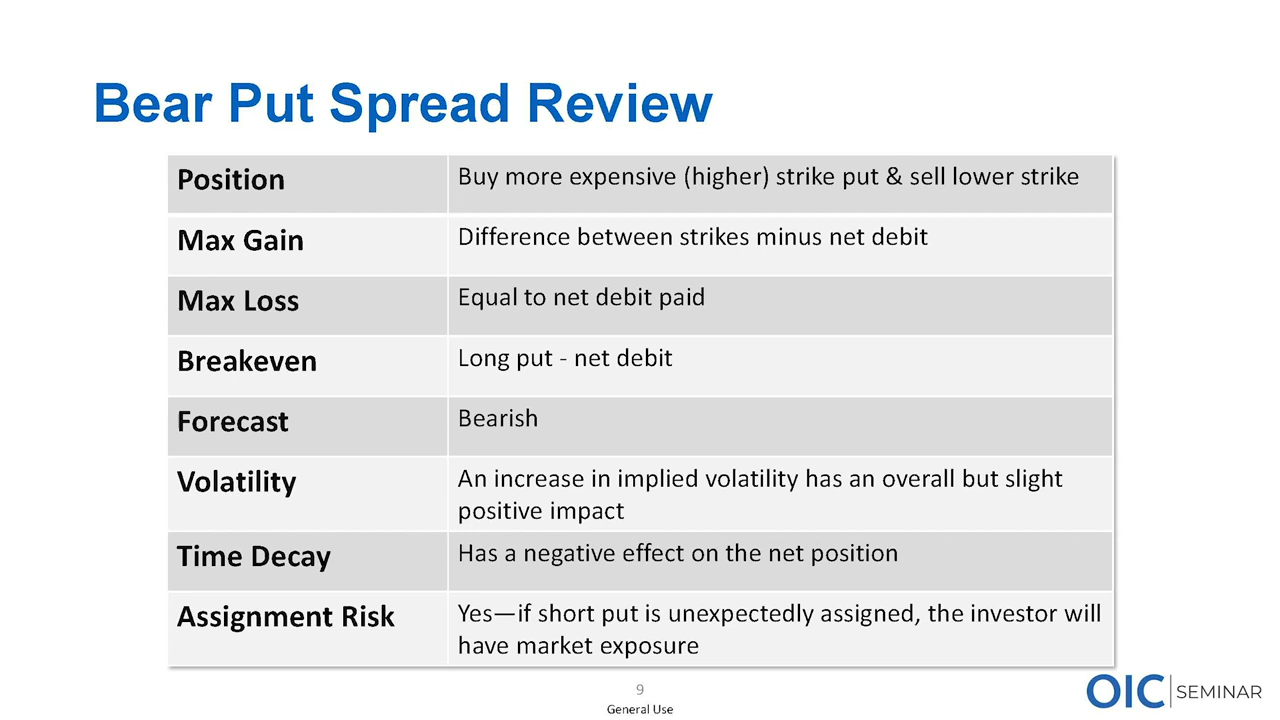 Bear Put Spread Review
Position
Buy more expensive (higher) strike put & sell lower strike
Max Gain
Difference between strikes minus net debit
Max Loss
Equal to net debit paid
Breakeven
Long put - net debit
Forecast
Bearish
Volatility
An increase in implied volatility has an overall but slight
positive impact
Time Decay
Has a negative effect on the net position
Assignment Risk
Yes—if short put is unexpectedly assigned, the investor will
have market exposure
9
General Use
OIC SEMINAR